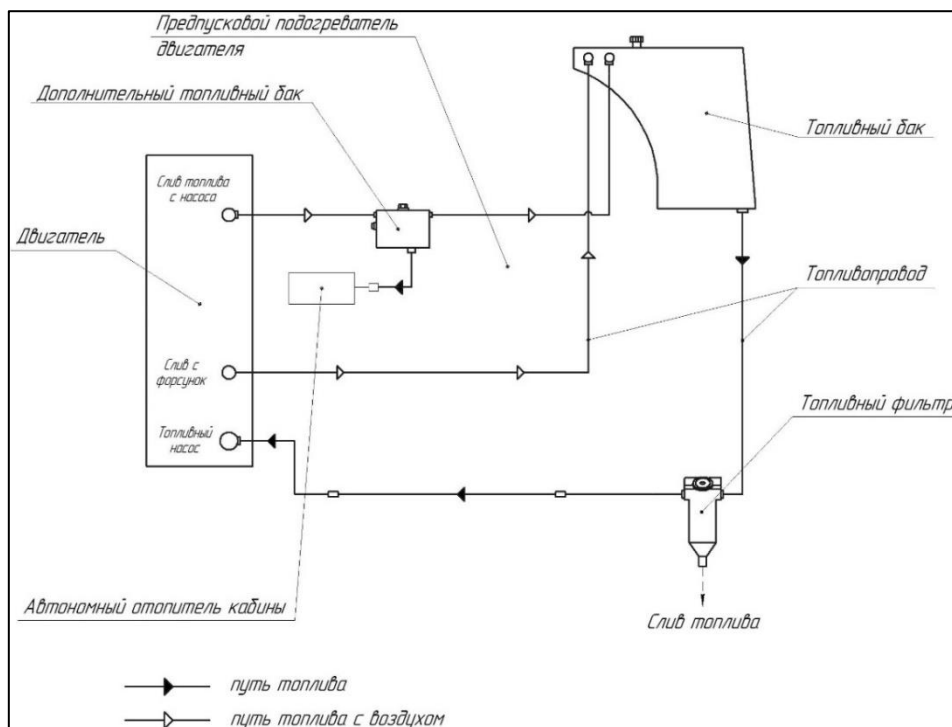 Предпусковой подогреватель
двигателя
Дополнительный топливный бак
Топливный бак
Слив топлива
с насоса
Двигатель
Топливопровод
Слив с
форсунок
Топливный фильтр
Топливный
насос
Автономный отопитель кабины
Слив топлива
путь топлива
путь топлива с воздухом